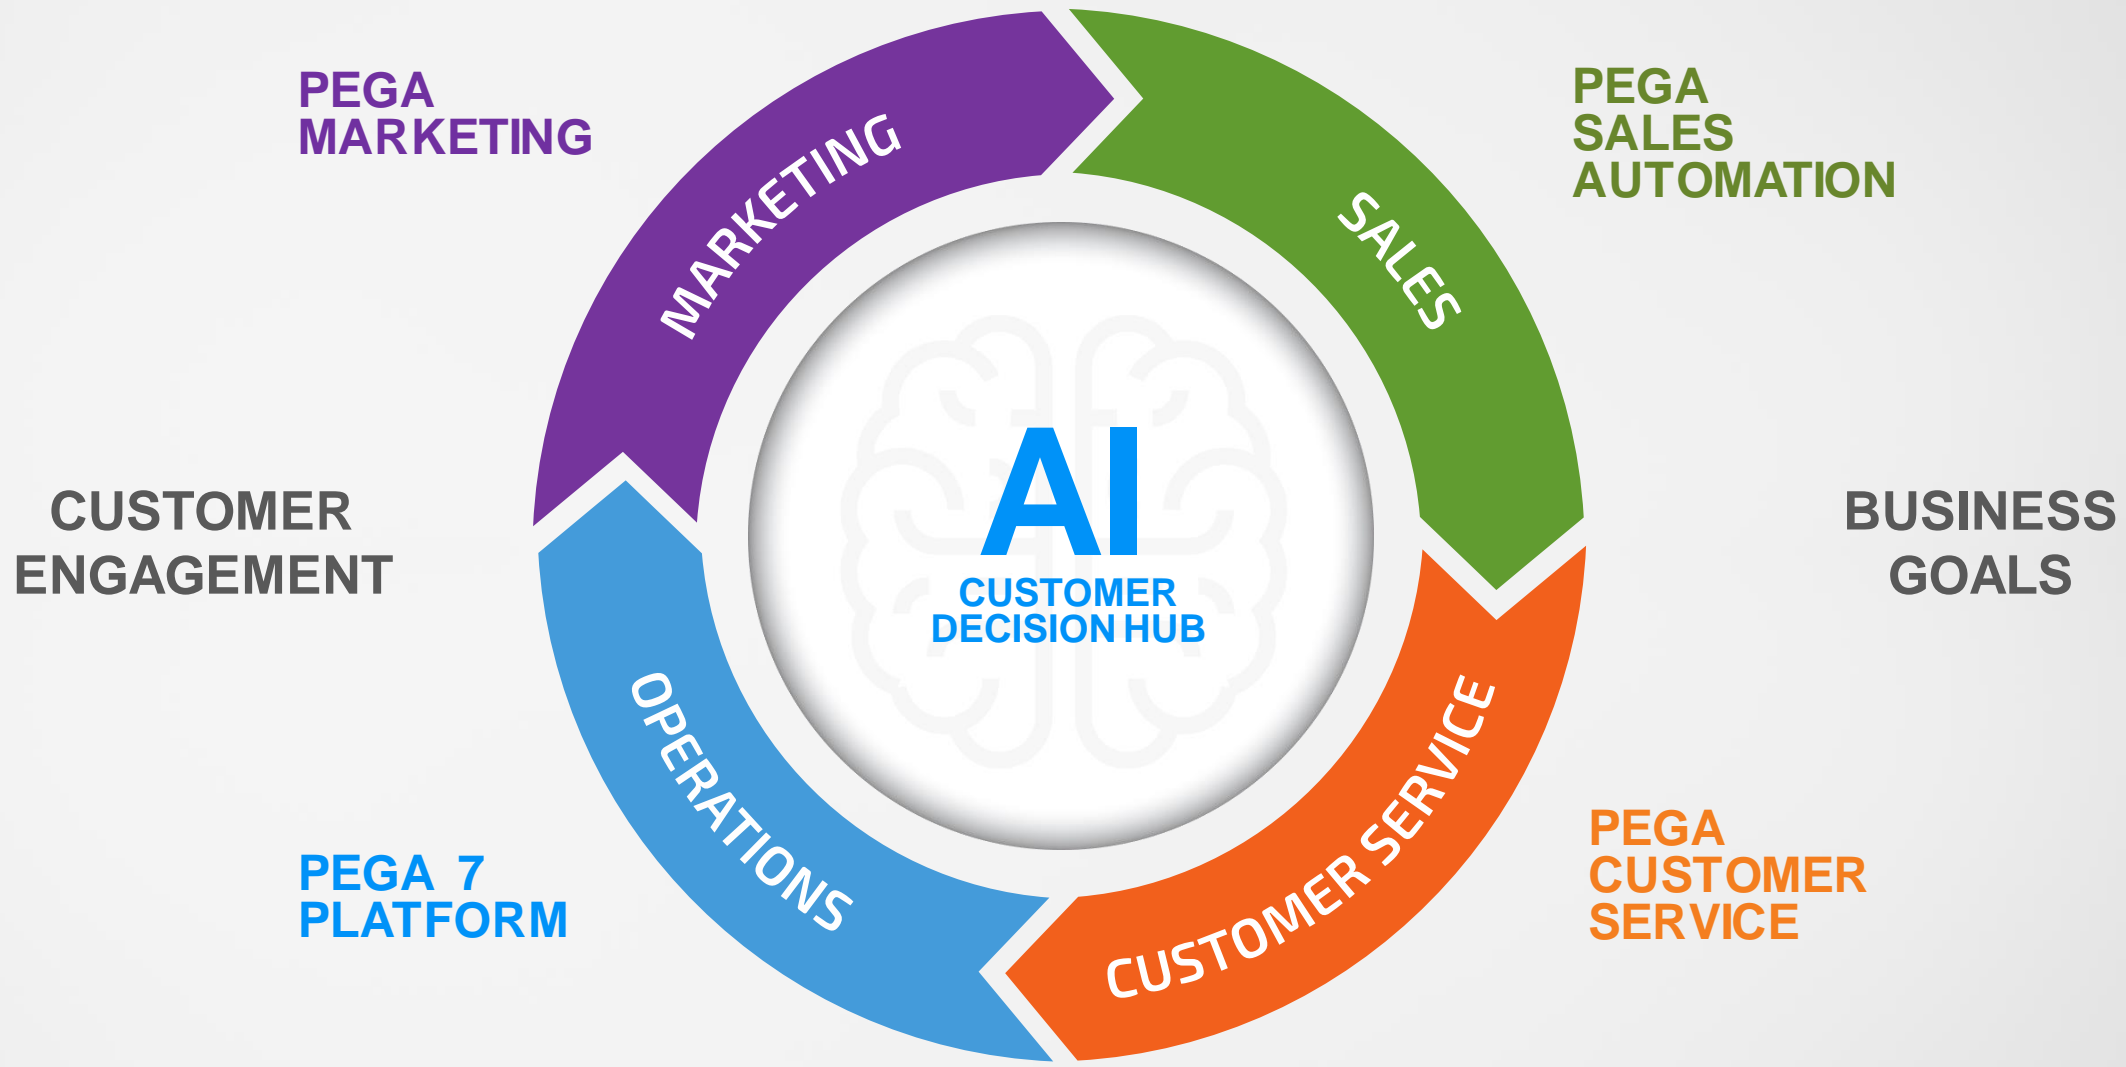 PEGA
MARKETING
MARKETING
SALES
PEGA
SALES
AUTOMATION
CUSTOMER
ENGAGEMENT
AI
CUSTOMER
DECISION HUB
BUSINESS
GOALS
PEGA 7
PLATFORM
OPERATIONS
CUSTOMER SERVICE
PEGA
CUSTOMER
SERVICE